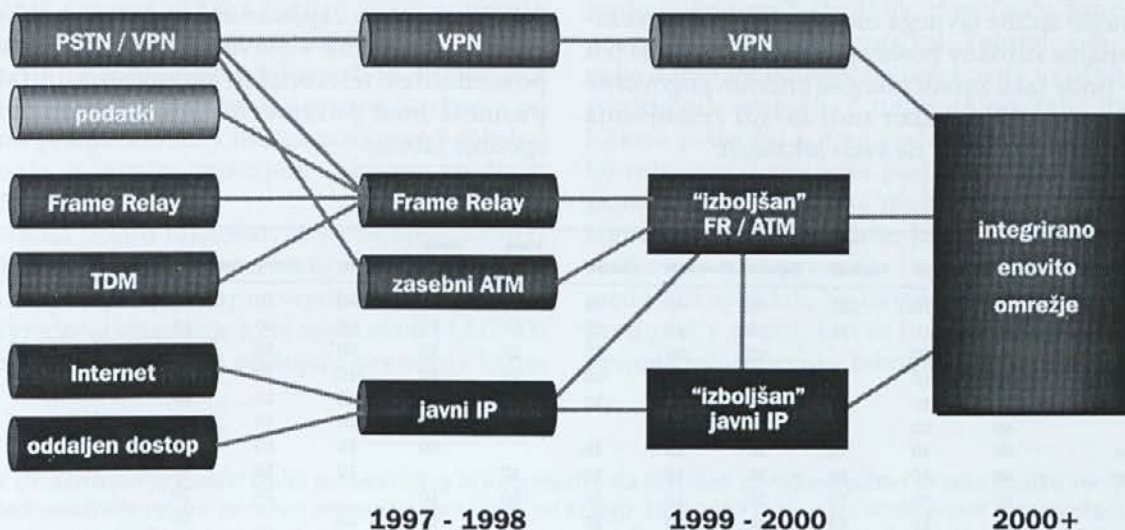 PSTN / VPN
VPN
VPN
podatki
Frame Relay
Frame Relay
"izboljšan"
FR / ATM
TDM
zasebni ATM
integrirano
enovito
omrežje
Internet
javni IP
"izboljšan"
javni IP
oddaljen dostop
1997 - 1998
1999 - 2000
2001 -